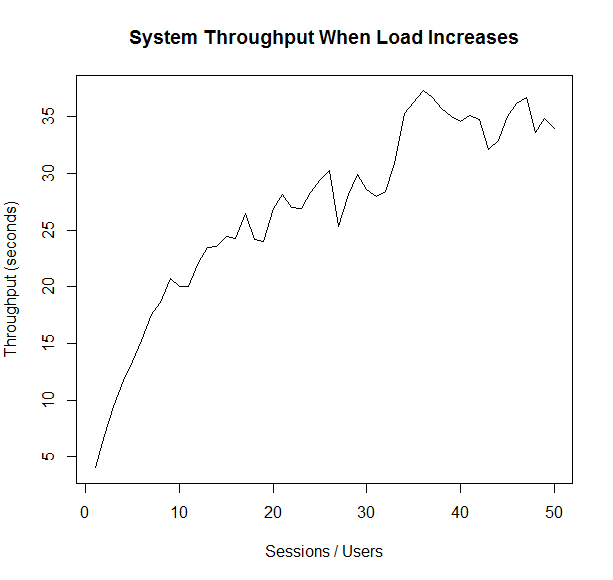 System Throughput When Load Increases
Throughput (seconds)
35
30
25
20
15
10
5
0 10 20 30 40 50
Sessions / Users